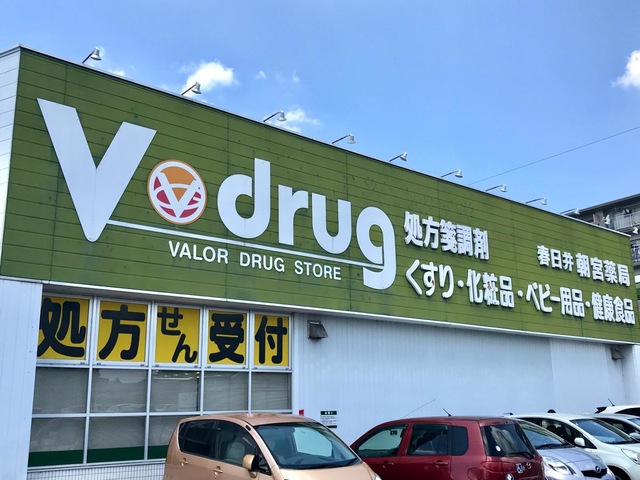 V drug
VALOR DRUG STORE
処方箋調剤
くすり・化粧品・ベビー用品・健康食品
春日井 朝宮薬局
処方せん受付